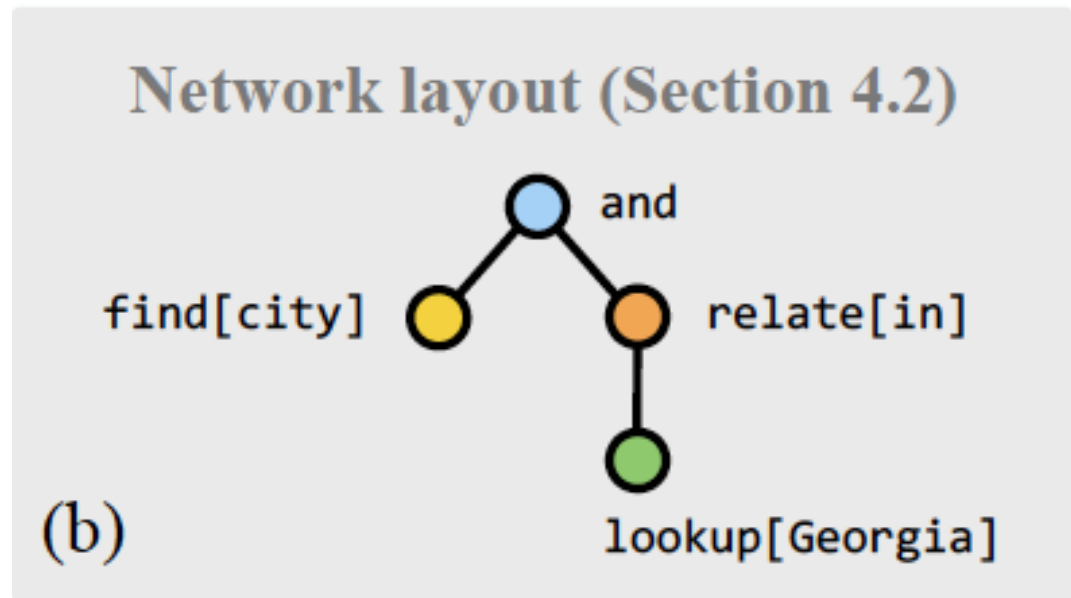 Network layout (Section 4.2)
and
find[city]
relate[in]
lookup[Georgia]
(b)